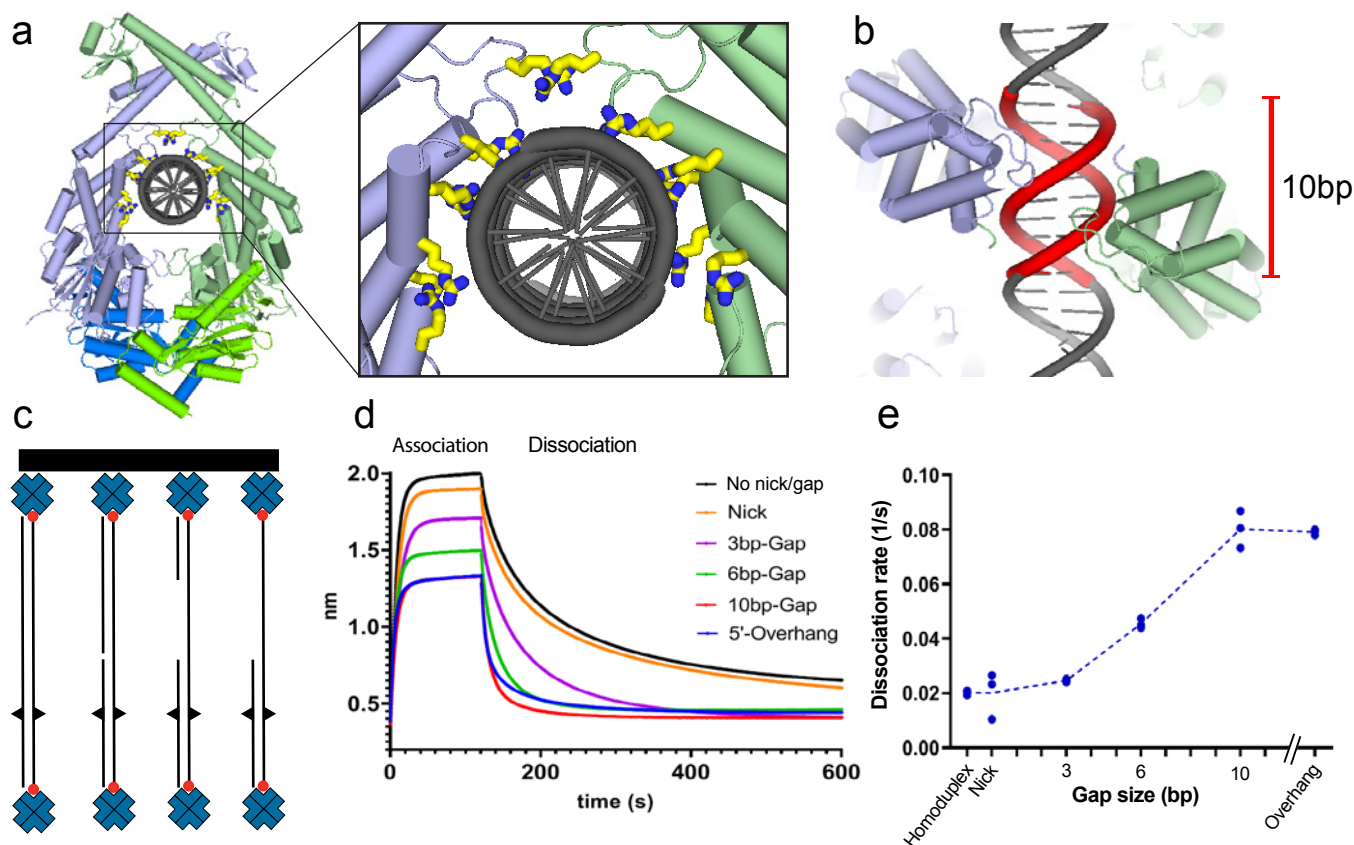 a
b
10bp
c
d
Association Dissociation
2.0
1.5
1.0
0.5
nm
0
200
400
600
time (s)
No nick/gap
Nick
3bp-Gap
6bp-Gap
10bp-Gap
5'-Overhang
e
0.10
0.08
0.06
0.04
0.02
0.00
Dissociation rate (1/s)
Homoduplex
Nick
3
6
10
Overhang
Gap size (bp)